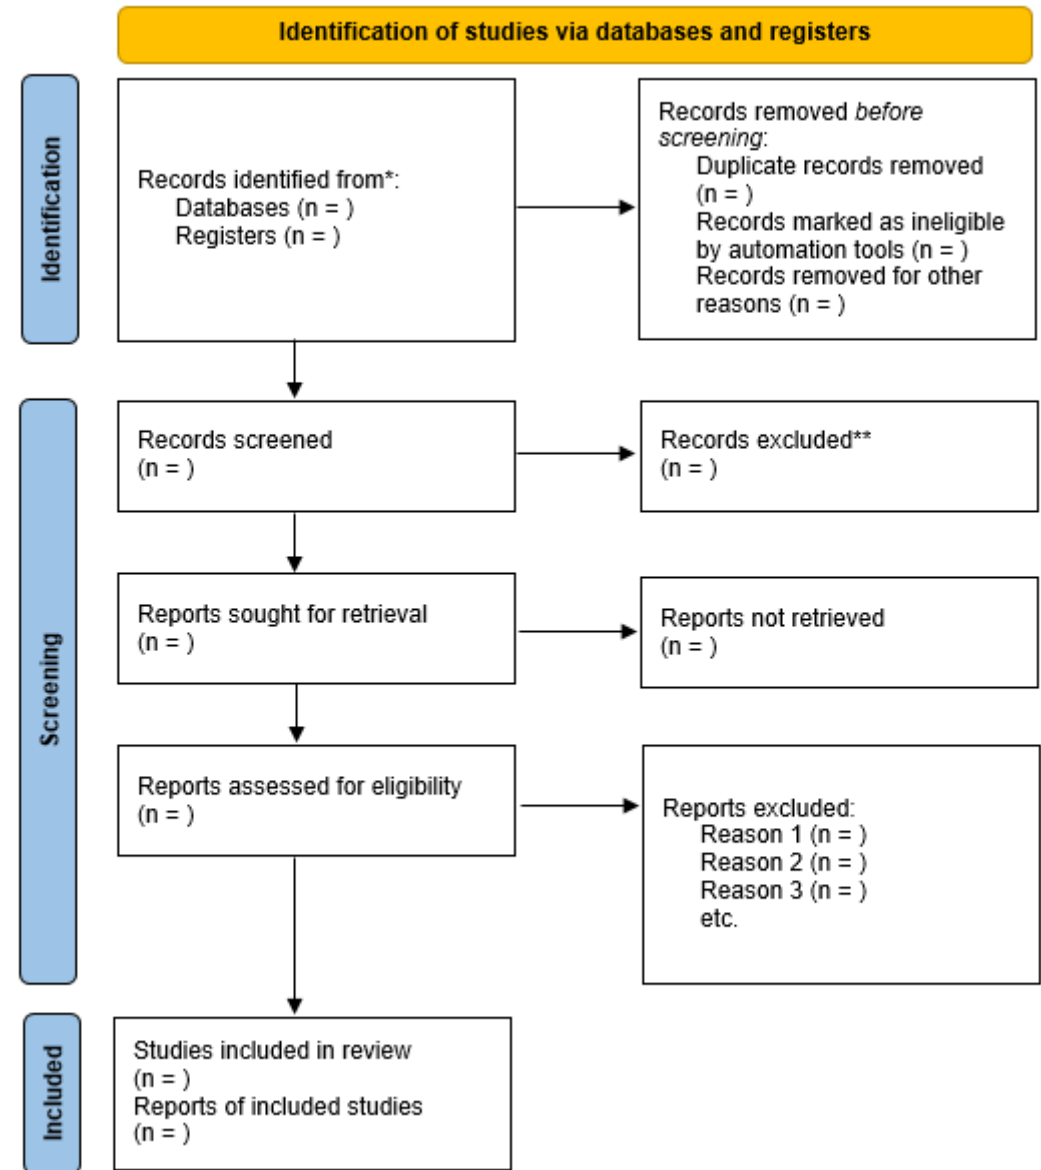 Identification of studies via databases and registers
Identification
Records identified from*:
Databases (n = )
Registers (n = )
Records removed before
screening:
Duplicate records removed
(n = )
Records marked as ineligible
by automation tools (n = )
Records removed for other
reasons (n = )
Screening
Records screened
(n = )
Records excluded**
(n = )
Reports sought for retrieval
(n = )
Reports not retrieved
(n = )
Reports assessed for eligibility
(n = )
Reports excluded:
Reason 1 (n = )
Reason 2 (n = )
Reason 3 (n = )
etc.
Included
Studies included in review
(n = )
Reports of included studies
(n = )